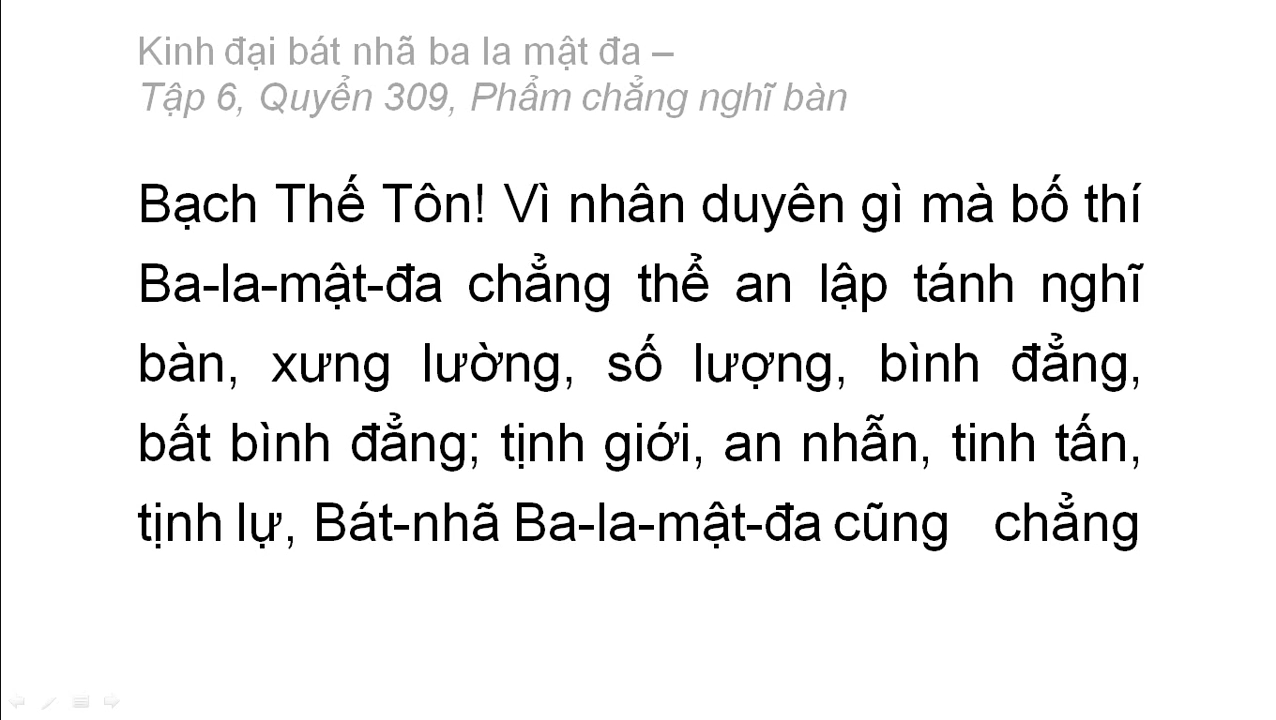 Kinh đại bát nhã ba la mật đa –
Tập 6, Quyển 309, Phẩm chẳng nghĩ bàn
Bạch Thế Tôn! Vì nhân duyên gì mà bố thí
Ba-la-mật-đa chẳng thể an lập tánh nghĩ
bàn, xưng lường, số lượng, bình đẳng,
bất bình đẳng; tịnh giới, an nhẫn, tinh tấn,
tịnh lự, Bát-nhã Ba-la-mật-đa cũng chẳng